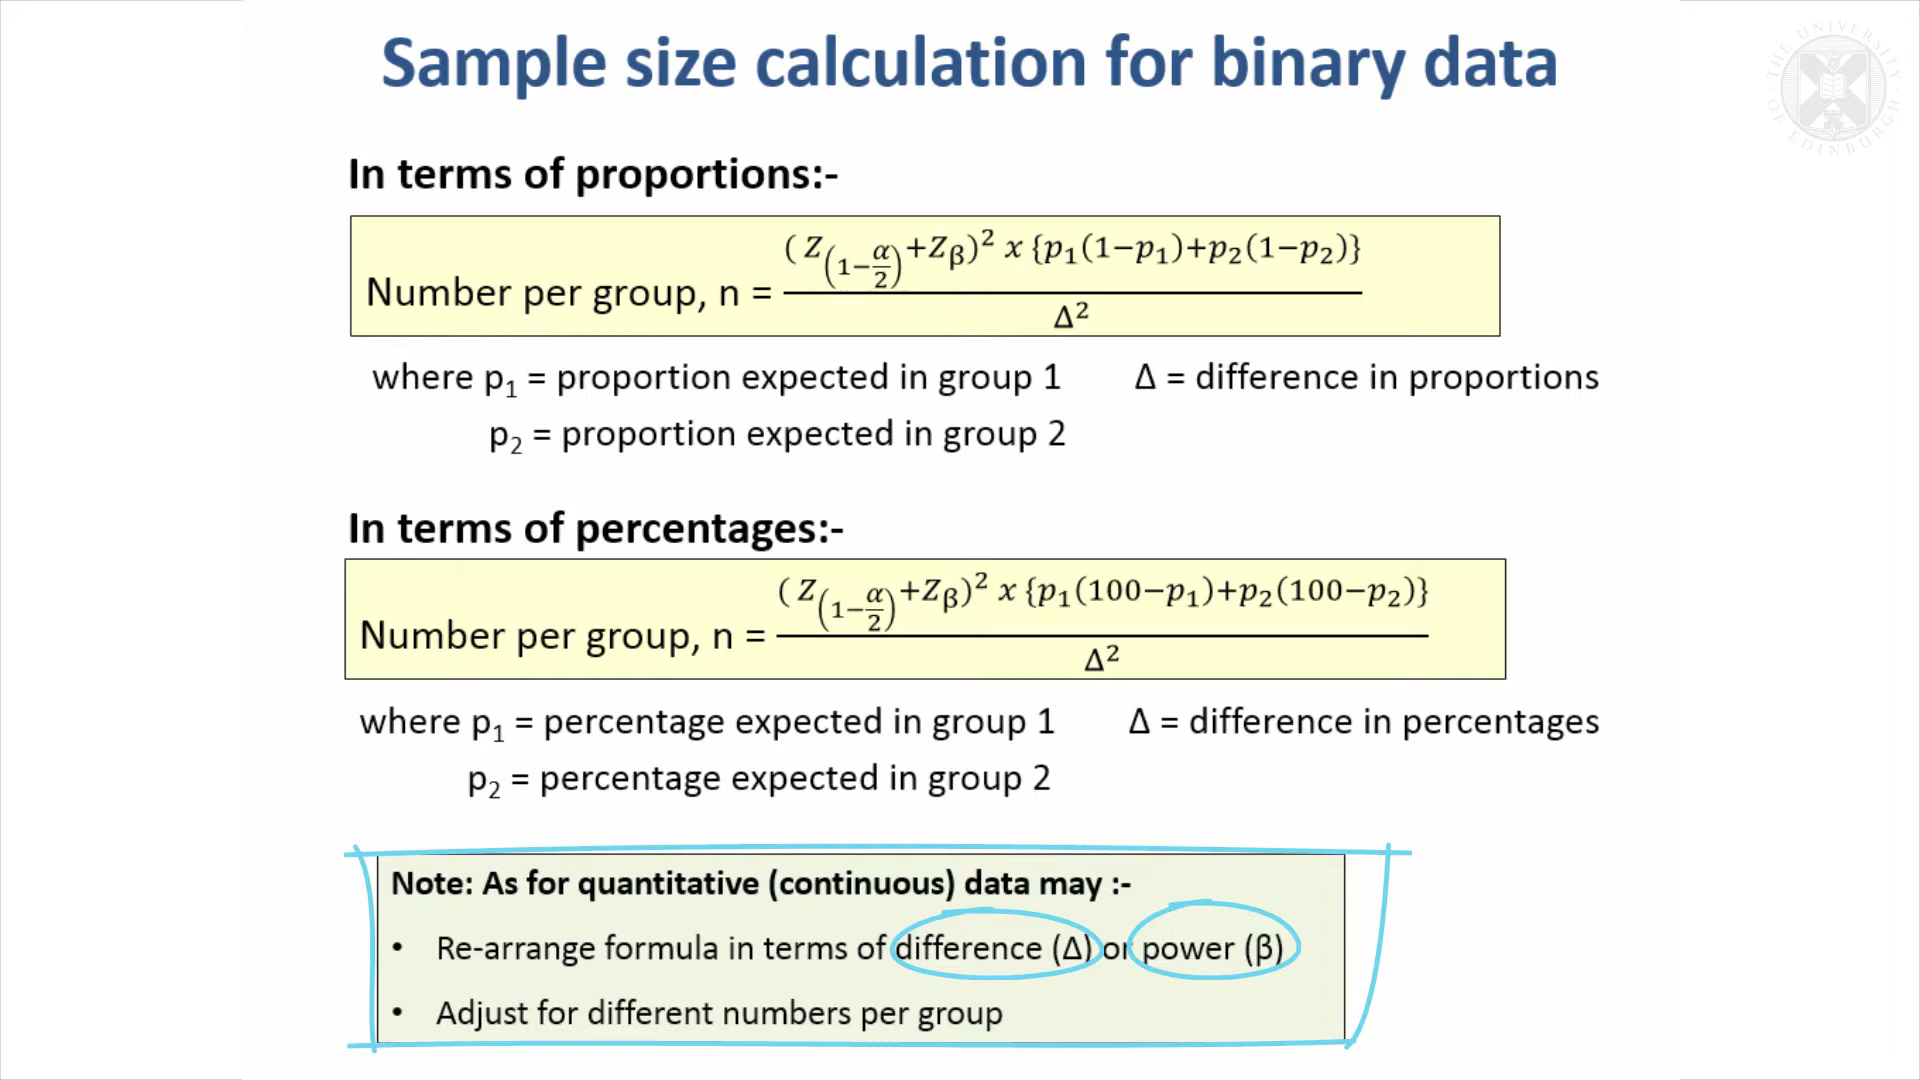 Sample size calculation for binary data
THE UNIVERSITY OF EDINBURGH
In terms of proportions:-
Number per group, n = ( Z(1−α/2)+Zβ)² x {p₁(1−p₁)+p₂(1−p₂)} / Δ²
where p₁ = proportion expected in group 1 Δ = difference in proportions
p₂ = proportion expected in group 2
In terms of percentages:-
Number per group, n = ( Z(1−α/2)+Zβ)² x {p₁(100−p₁)+p₂(100−p₂)} / Δ²
where p₁ = percentage expected in group 1 Δ = difference in percentages
p₂ = percentage expected in group 2
Note: As for quantitative (continuous) data may :-
• Re-arrange formula in terms of difference (Δ) or power (β)
• Adjust for different numbers per group